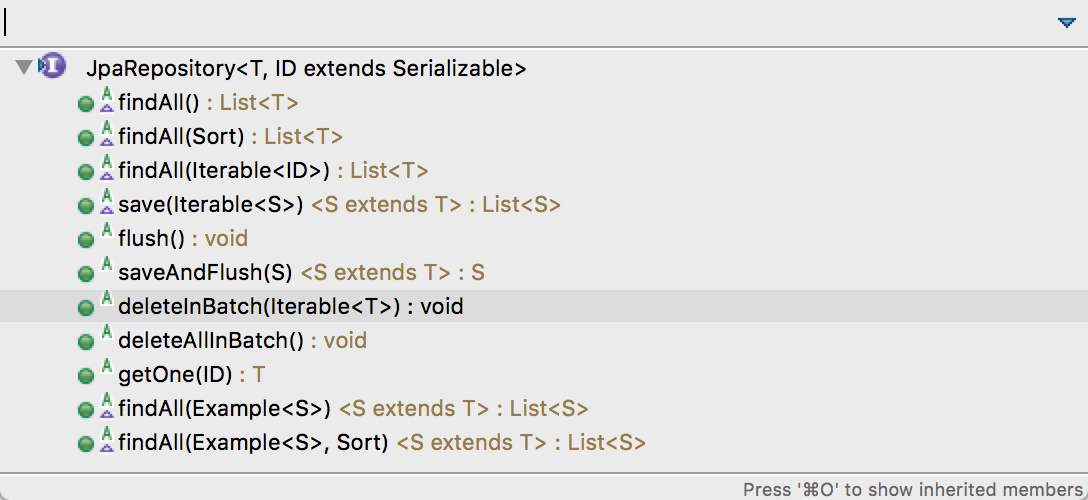 JpaRepository<T, ID extends Serializable>
findAll() : List<T>
findAll(Sort) : List<T>
findAll(Iterable<ID>) : List<T>
save(Iterable<S>) <S extends T> : List<S>
flush() : void
saveAndFlush(S) <S extends T> : S
deleteInBatch(Iterable<T>) : void
deleteAllInBatch() : void
getOne(ID) : T
findAll(Example<S>) <S extends T> : List<S>
findAll(Example<S>, Sort) <S extends T> : List<S>
Press '⌘O' to show inherited members